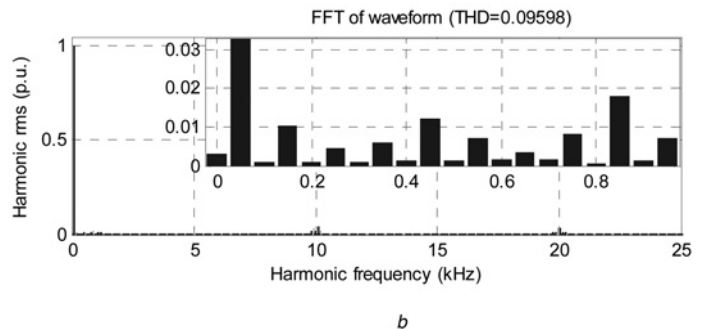 FFT of waveform (THD=0.09598)
1
0.5
0
Harmonic rms (p.u.)
0.03
0.02
0.01
0
0 0.2 0.4 0.6 0.8
0 5 10 15 20 25
Harmonic frequency (kHz)
b